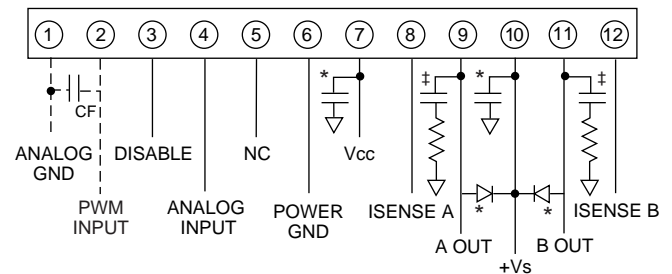 1 2 3 4 5 6 7 8 9 10 11 12
* ‡ * ‡
CF
ANALOG
GND
DISABLE
NC
Vcc
PWM
INPUT
ANALOG
INPUT
POWER
GND
ISENSE A
* *
ISENSE B
A OUT
B OUT
+Vs